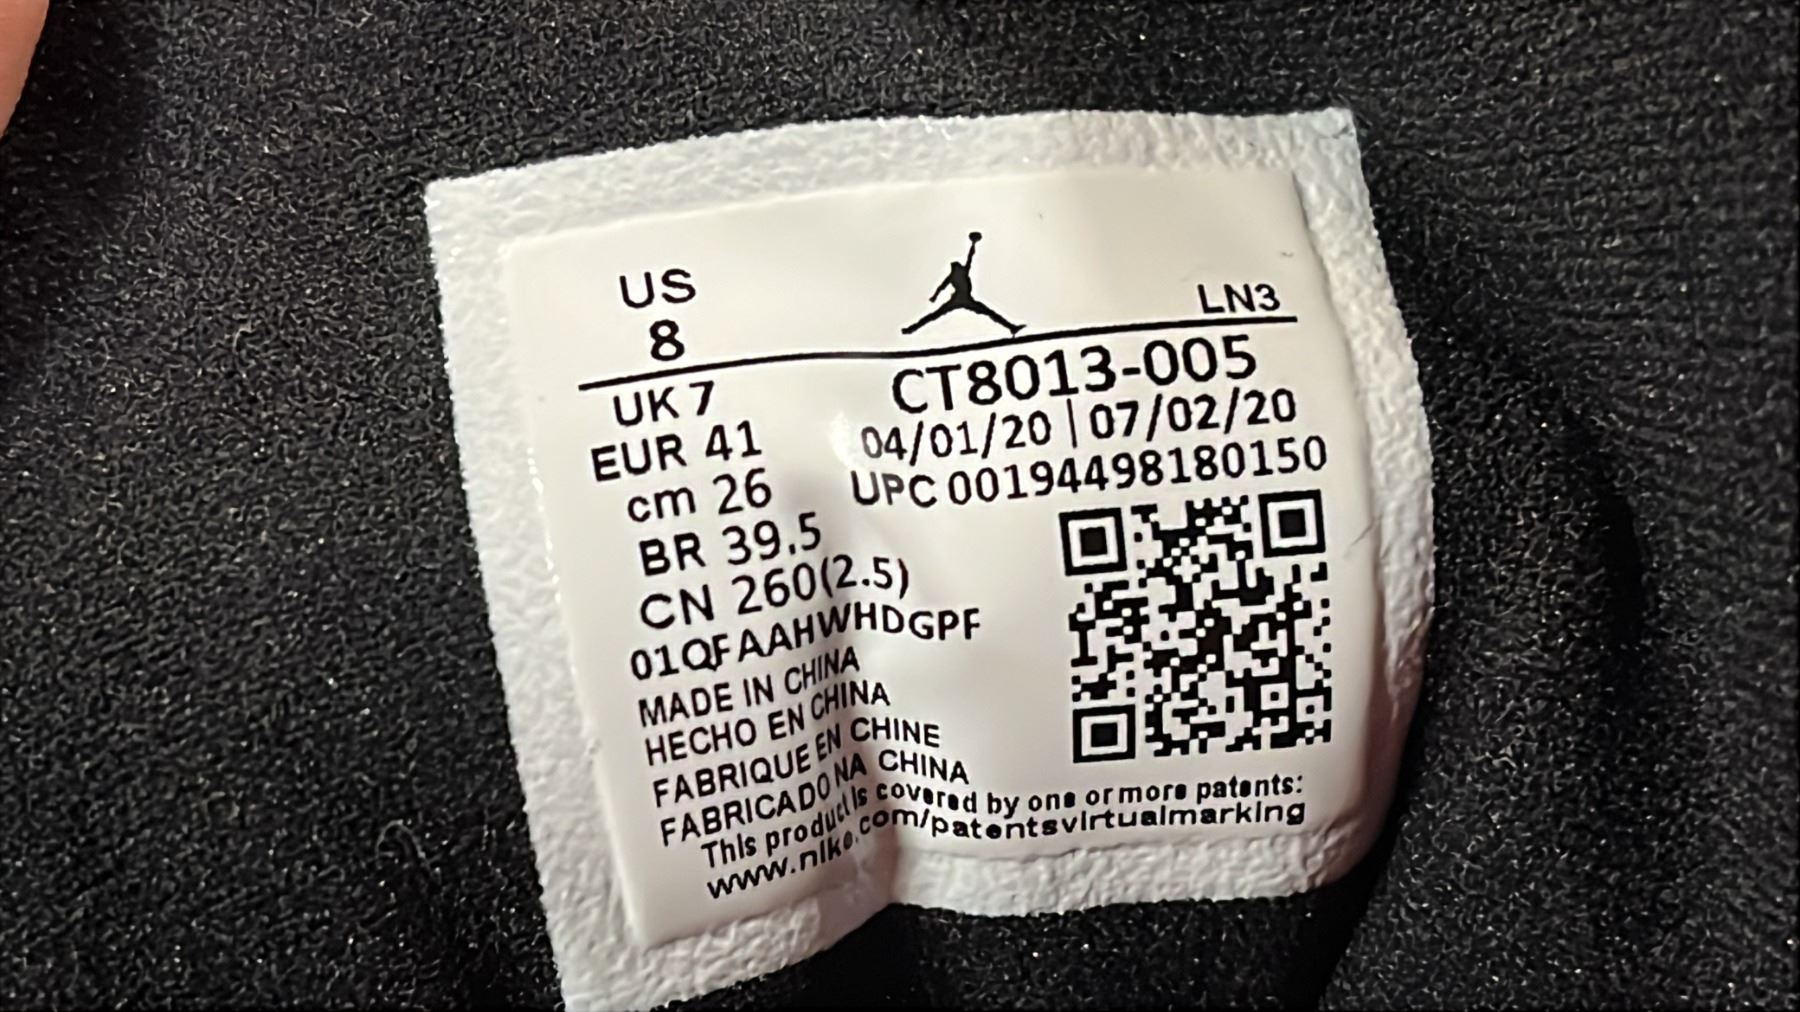 US
8
LN3
UK 7
EUR 41
cm 26
BR 39.5
CN 260(2.5)
CT8013-005
04/01/20 | 07/02/20
UPC 00194498180150
01QFAAHWHDGPF
MADE IN CHINA
HECHO EN CHINA
FABRIQUE EN CHINE
FABRICADO NA CHINA
This product is covered by one or more patents:
www.nike.com/patentsvirtualmarking